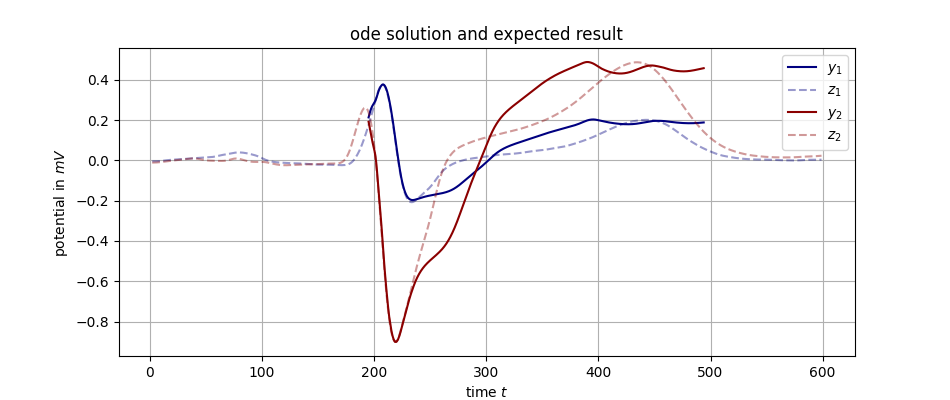 ode solution and expected result
potential in mV
0.4
0.2
0.0
−0.2
−0.4
−0.6
−0.8
y₁
z₁
y₂
z₂
0 100 200 300 400 500 600
time t